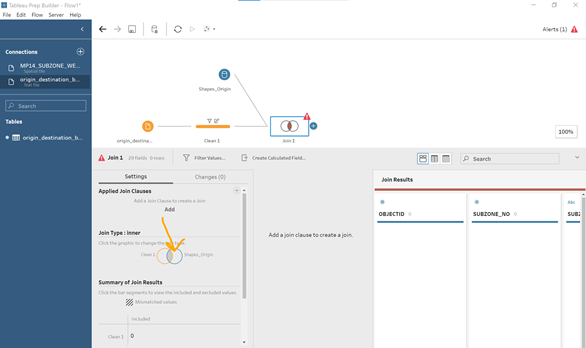 Tableau Prep Builder - Flow1*
File Edit Flow Server Help
Alerts (1)
Connections
MP14_SUBZONE_WE...
Spatial file
origin_destination_b...
Text file
Search
Tables
origin_destination_b...
Shapes_Origin
origin_destina...
Clean 1
Join 1
100%
Join 1 29 fields 0 rows
Filter Values...
Create Calculated Field...
Search
Settings
Changes (0)
Applied Join Clauses
Add a Join Clause to create a Join
Add
Join Type : inner
Click the graphic to change the
type.
Clean 1
Shapes_Origin
Summary of Join Results
Click the bar segments to view the included and excluded values.
Mismatched values
Included
Clean 1 0
Add a join clause to create a join.
Join Results
OBJECTID 0
SUBZONE_NO 0
Abc
SUBZ